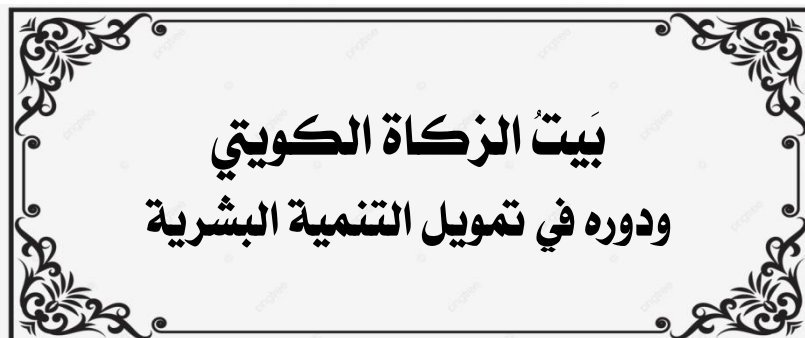 بَيتُ الزكاة الكويتي
ودوره في تمويل التنمية البشرية